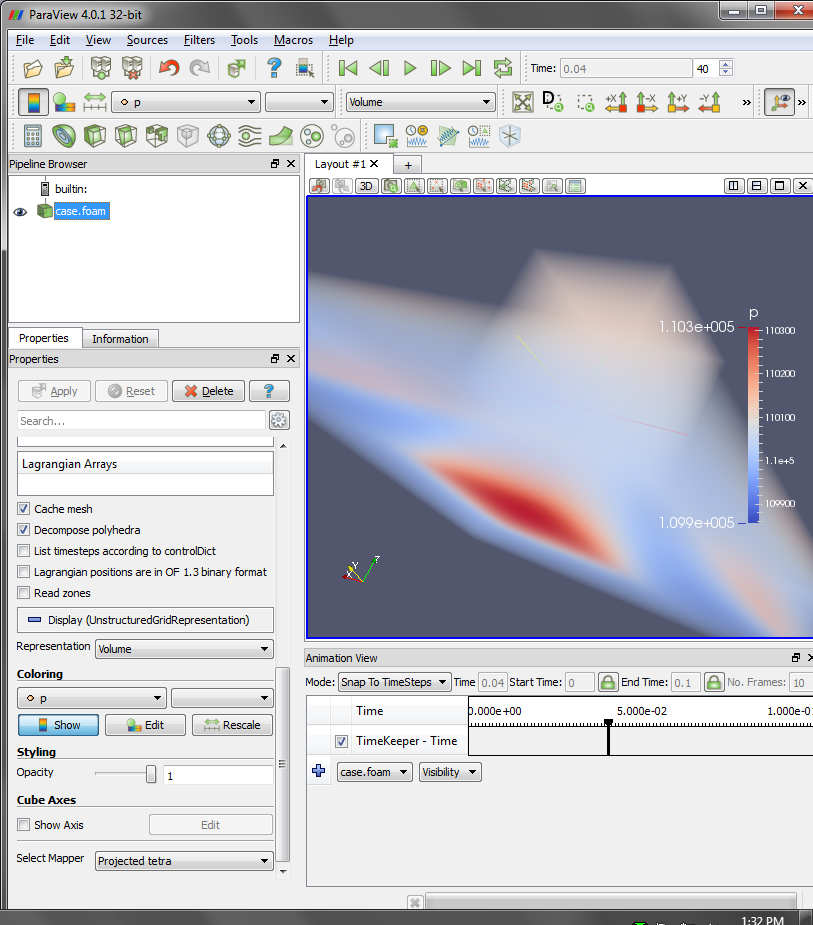 ParaView 4.0.1 32-bit
File Edit View Sources Filters Tools Macros Help
Time: 0.04 40
p Volume +X -X +Y -Y »
Pipeline Browser
builtin:
case.foam
Layout #1
3D
Properties Information
Properties
Apply Reset Delete ?
Search...
Lagrangian Arrays
Cache mesh
Decompose polyhedra
List timesteps according to controlDict
Lagrangian positions are in OF 1.3 binary format
Read zones
Display (UnstructuredGridRepresentation)
Representation Volume
Coloring
p
Show Edit Rescale
Styling
Opacity 1
Cube Axes
Show Axis Edit
Select Mapper Projected tetra
p
1.103e+005
110300
110200
110100
1.1e+5
109900
1.099e+005
X Y Z
Animation View
Mode: Snap To TimeSteps Time 0.04 Start Time: 0 End Time: 0.1 No. Frames: 10
Time 0.000e+00 5.000e-02 1.000e-01
TimeKeeper - Time
case.foam Visibility
1:32 PM